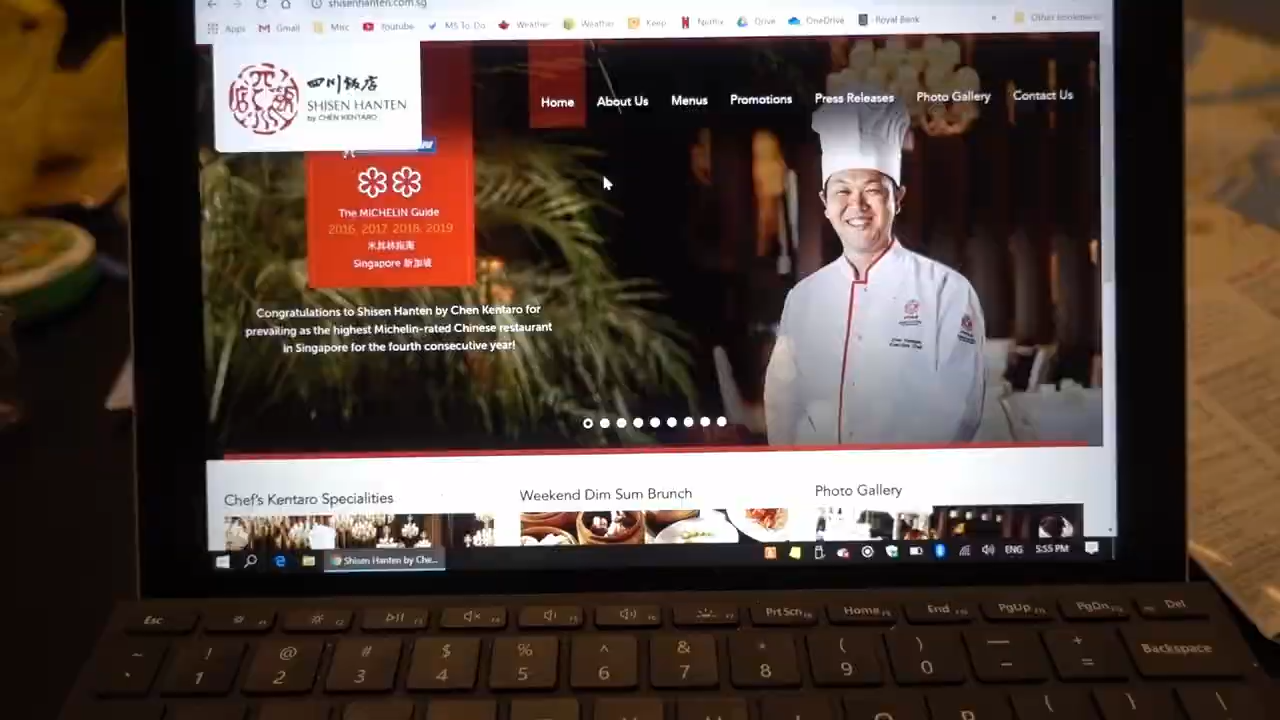 shisenhanten.com.sg
Apps Gmail Misc Youtube MS To-Do Weather Weather Keep Netflix Drive OneDrive Royal Bank » Other bookmarks
四川飯店
SHISEN HANTEN
by CHEN KENTARO
Home About Us Menus Promotions Press Releases Photo Gallery Contact Us
The MICHELIN Guide
2016, 2017, 2018, 2019
米其林指南
Singapore 新加坡
Congratulations to Shisen Hanten by Chen Kentaro for
prevailing as the highest Michelin-rated Chinese restaurant
in Singapore for the fourth consecutive year!
Chef's Kentaro Specialities
Weekend Dim Sum Brunch
Photo Gallery
Shisen Hanten by Che...
ENG 5:55 PM
Esc PrtScn Home End PgUp PgDn Del
~ ! @ # $ % ^ & * ( ) — +
` 1 2 3 4 5 6 7 8 9 0 - = Backspace